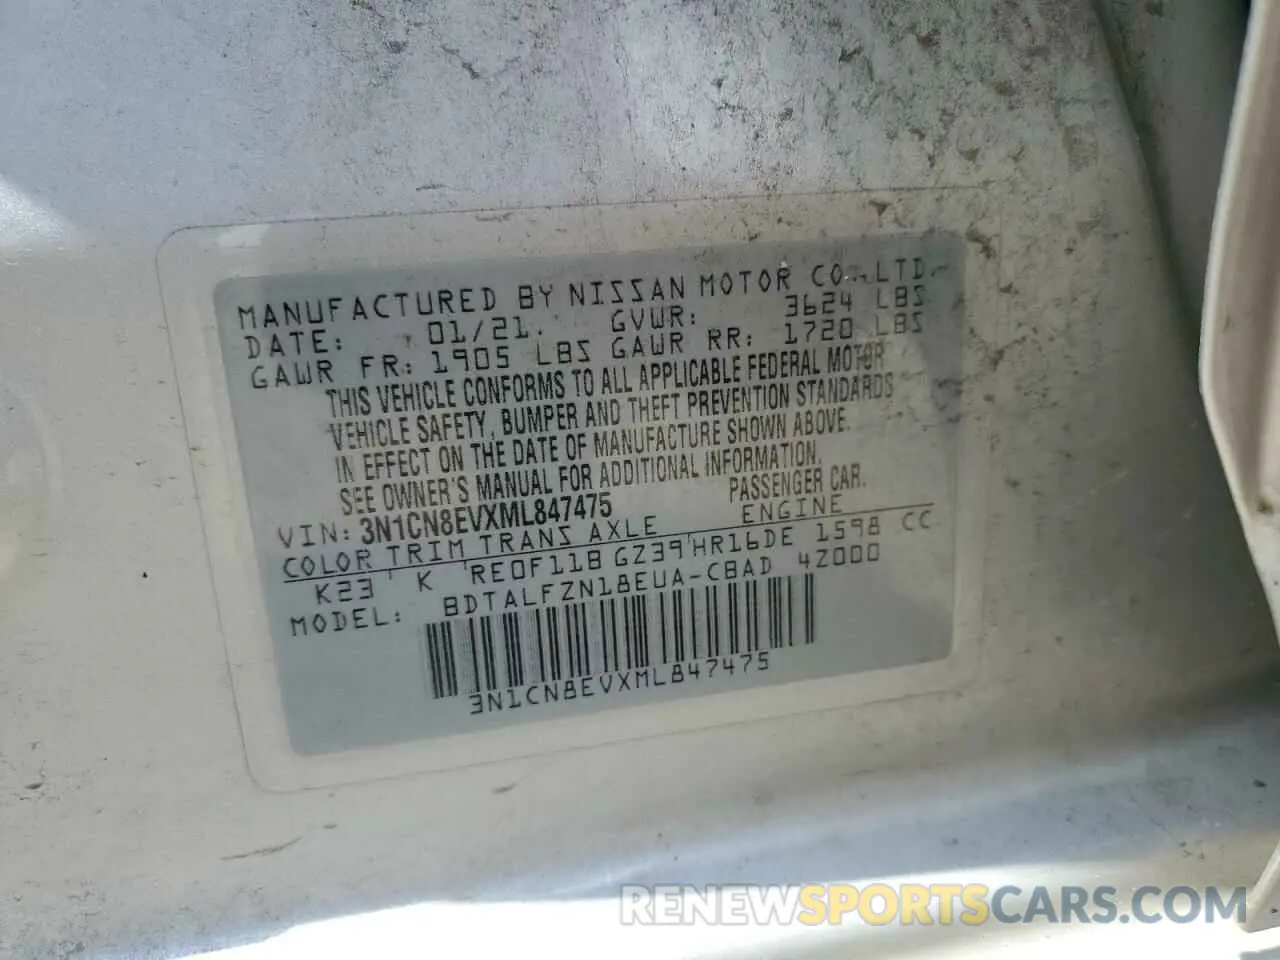 MANUFACTURED BY NISSAN MOTOR CO., LTD.
DATE: 01/21. GVWR: 3624 LBS
GAWR FR: 1905 LBS GAWR RR: 1720 LBS
THIS VEHICLE CONFORMS TO ALL APPLICABLE FEDERAL MOTOR
VEHICLE SAFETY, BUMPER AND THEFT PREVENTION STANDARDS
IN EFFECT ON THE DATE OF MANUFACTURE SHOWN ABOVE.
SEE OWNER'S MANUAL FOR ADDITIONAL INFORMATION.
VIN: 3N1CN8EVXML847475 PASSENGER CAR.
COLOR TRIM TRANS AXLE ENGINE
K23 K RE0F11B GZ39 HR16DE 1598 CC
MODEL: BDTALFZN18EUA-CBAD 4Z000
3N1CN8EVXML847475
RENEWSPORTSCARS.COM